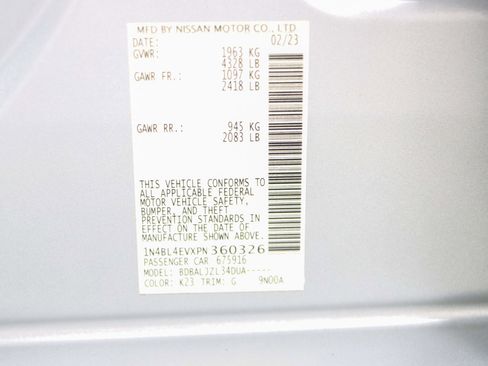 MFD BY NISSAN MOTOR CO., LTD
DATE: 02/23
GVWR: 1963 KG
4328 LB
GAWR FR.: 1097 KG
2418 LB
GAWR RR.: 945 KG
2083 LB
THIS VEHICLE CONFORMS TO
ALL APPLICABLE FEDERAL
MOTOR VEHICLE SAFETY,
BUMPER, AND THEFT
PREVENTION STANDARDS IN
EFFECT ON THE DATE OF
MANUFACTURE SHOWN ABOVE.
1N4BL4EVXPN360326
PASSENGER CAR 675916
MODEL: BDBALJZL34DUA-----
COLOR: K23 TRIM: G 9N00A